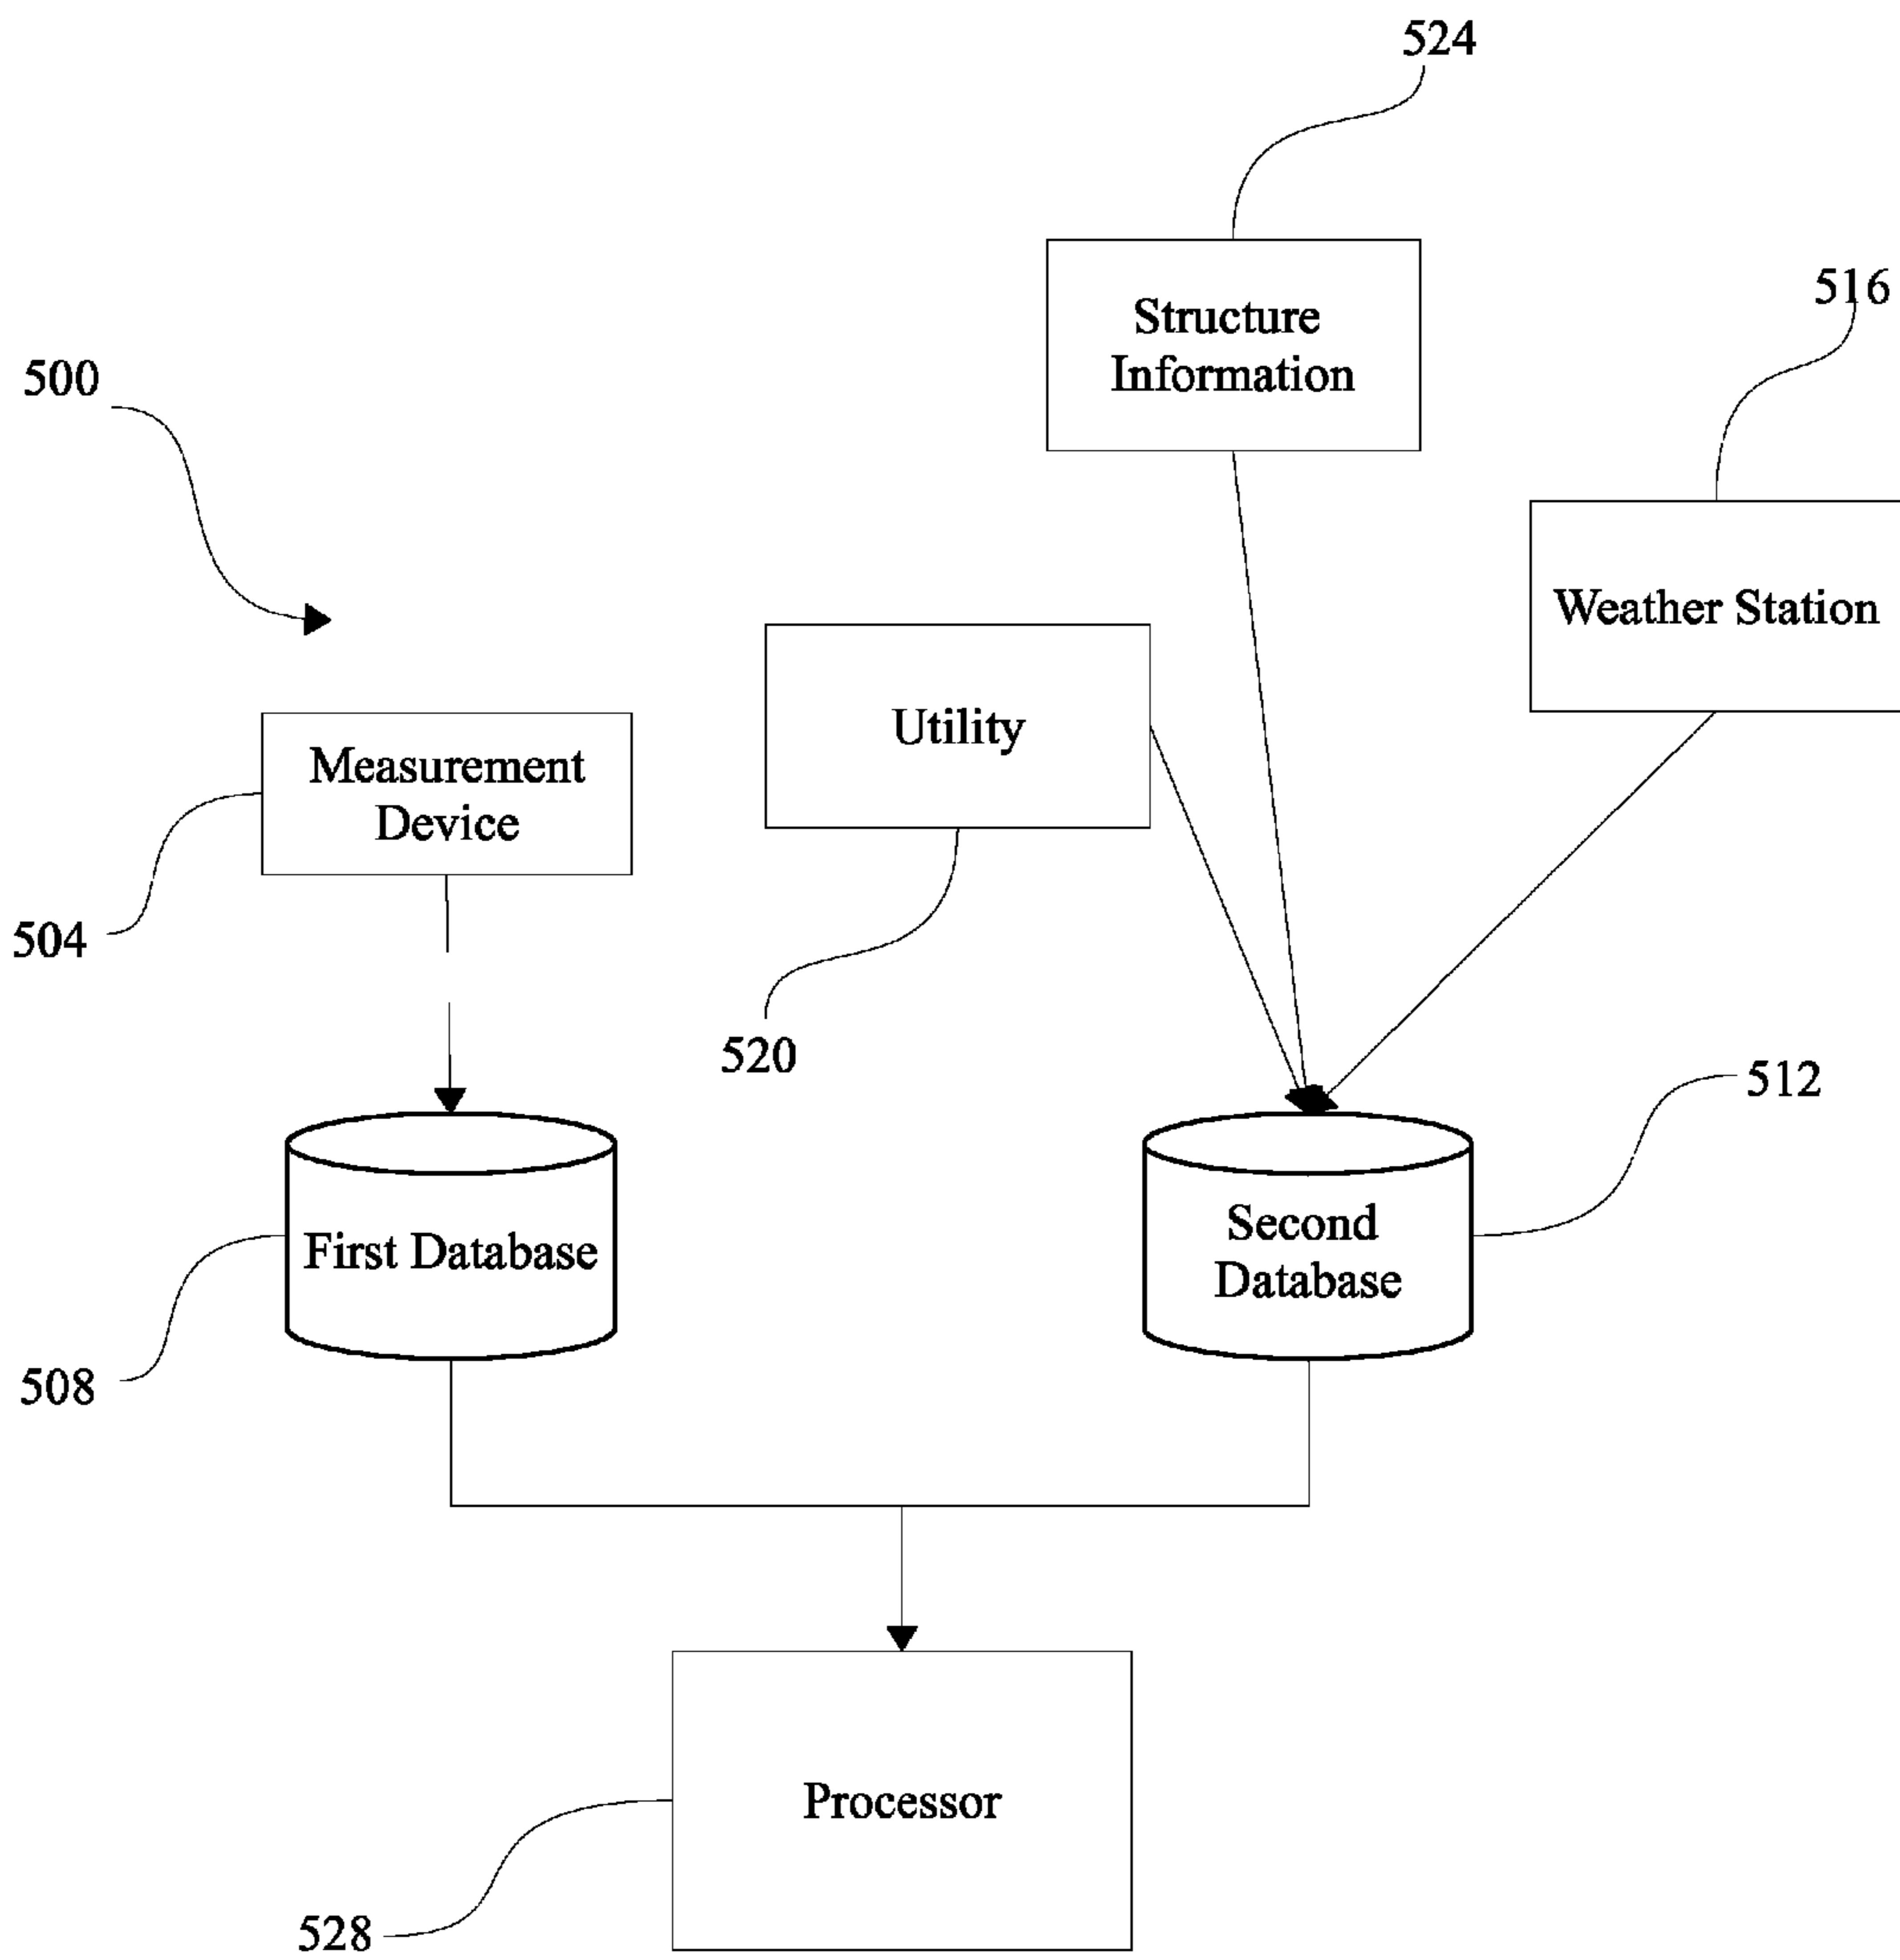 524
Structure
Information
516
500
Weather Station
Utility
Measurement
Device
504
520
512
First Database
Second
Database
508
Processor
528